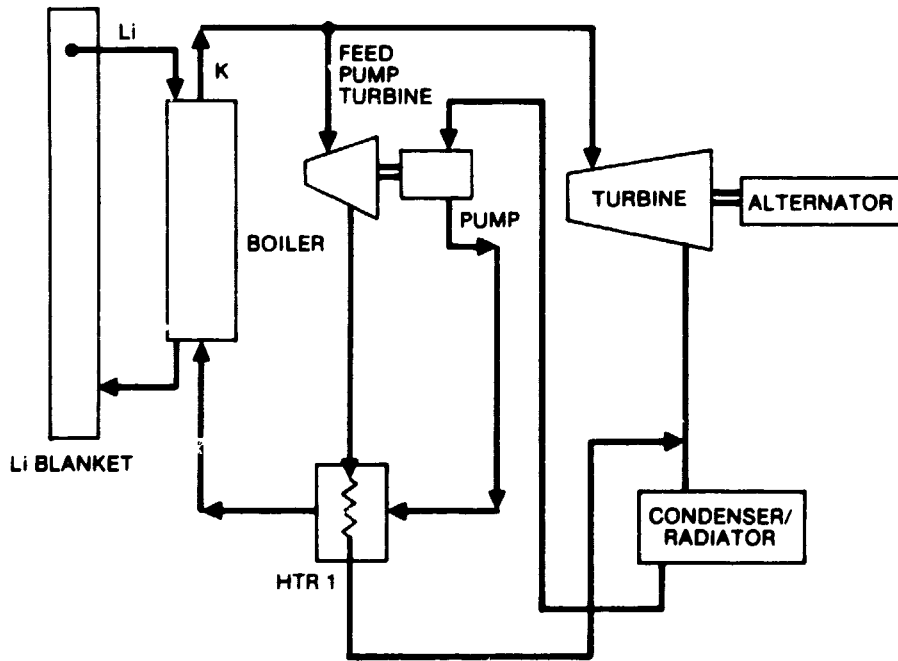 Li
K
FEED
PUMP
TURBINE
TURBINE
ALTERNATOR
PUMP
BOILER
Li BLANKET
HTR 1
CONDENSER/
RADIATOR